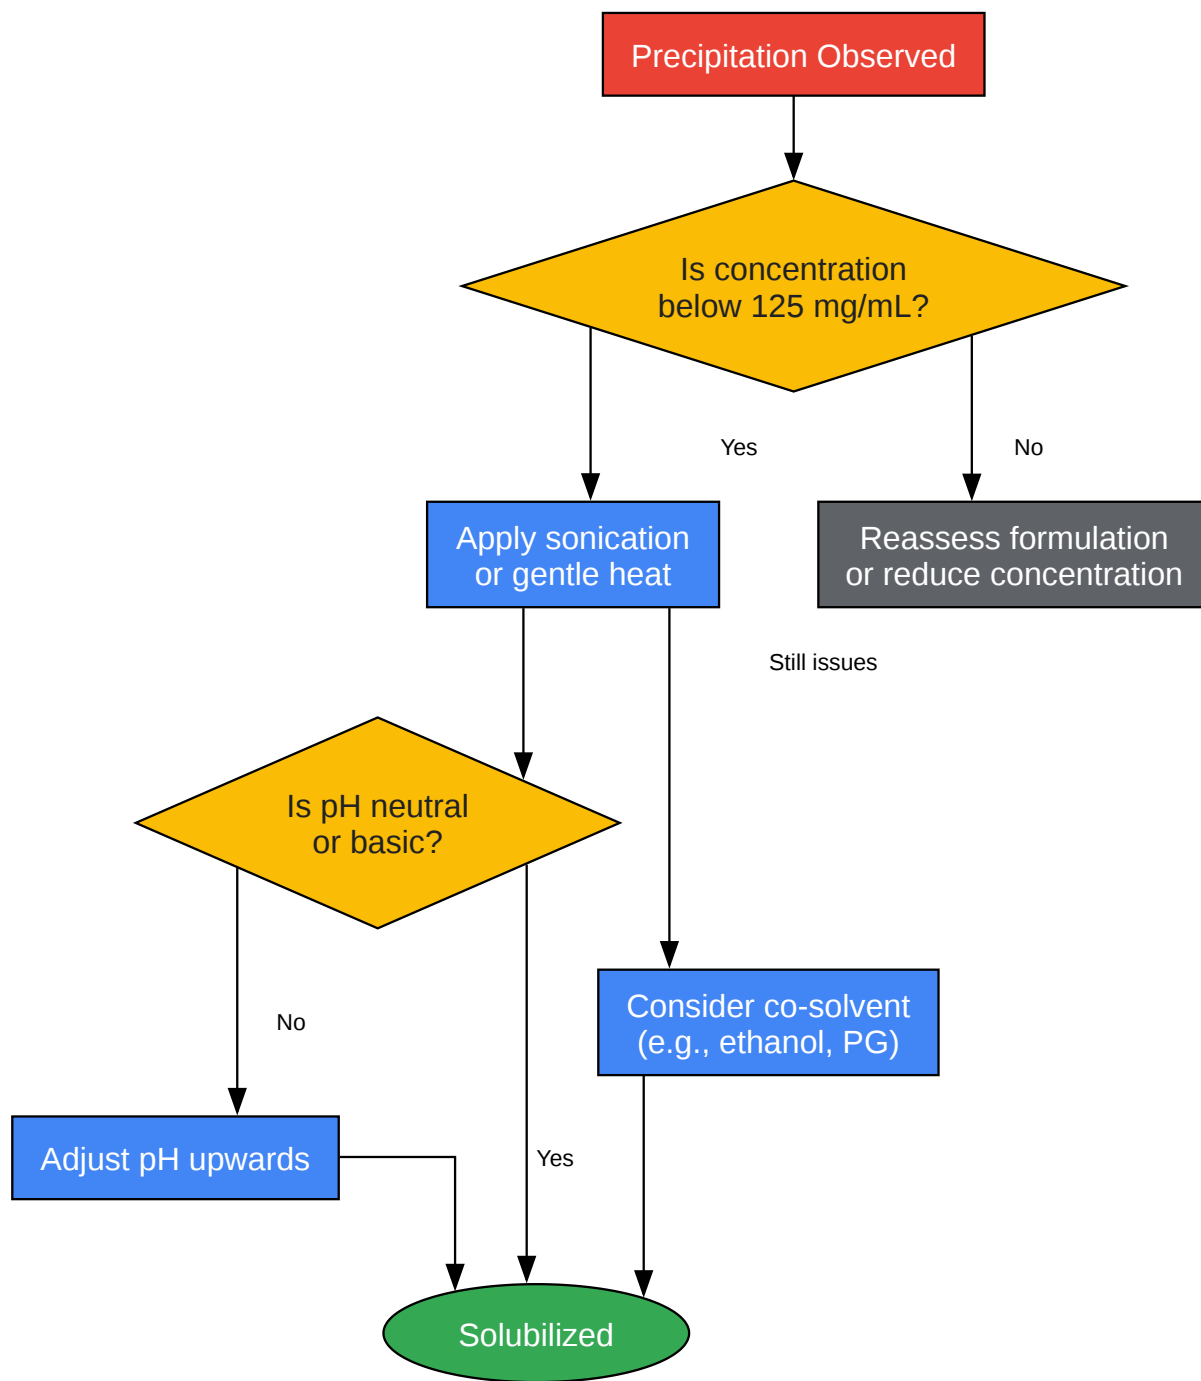 Precipitation Observed
Is concentration
below 125 mg/mL?
Yes
No
Apply sonication
or gentle heat
Reassess formulation
or reduce concentration
Still issues
Is pH neutral
or basic?
Consider co-solvent
(e.g., ethanol, PG)
No
Adjust pH upwards
Yes
Solubilized